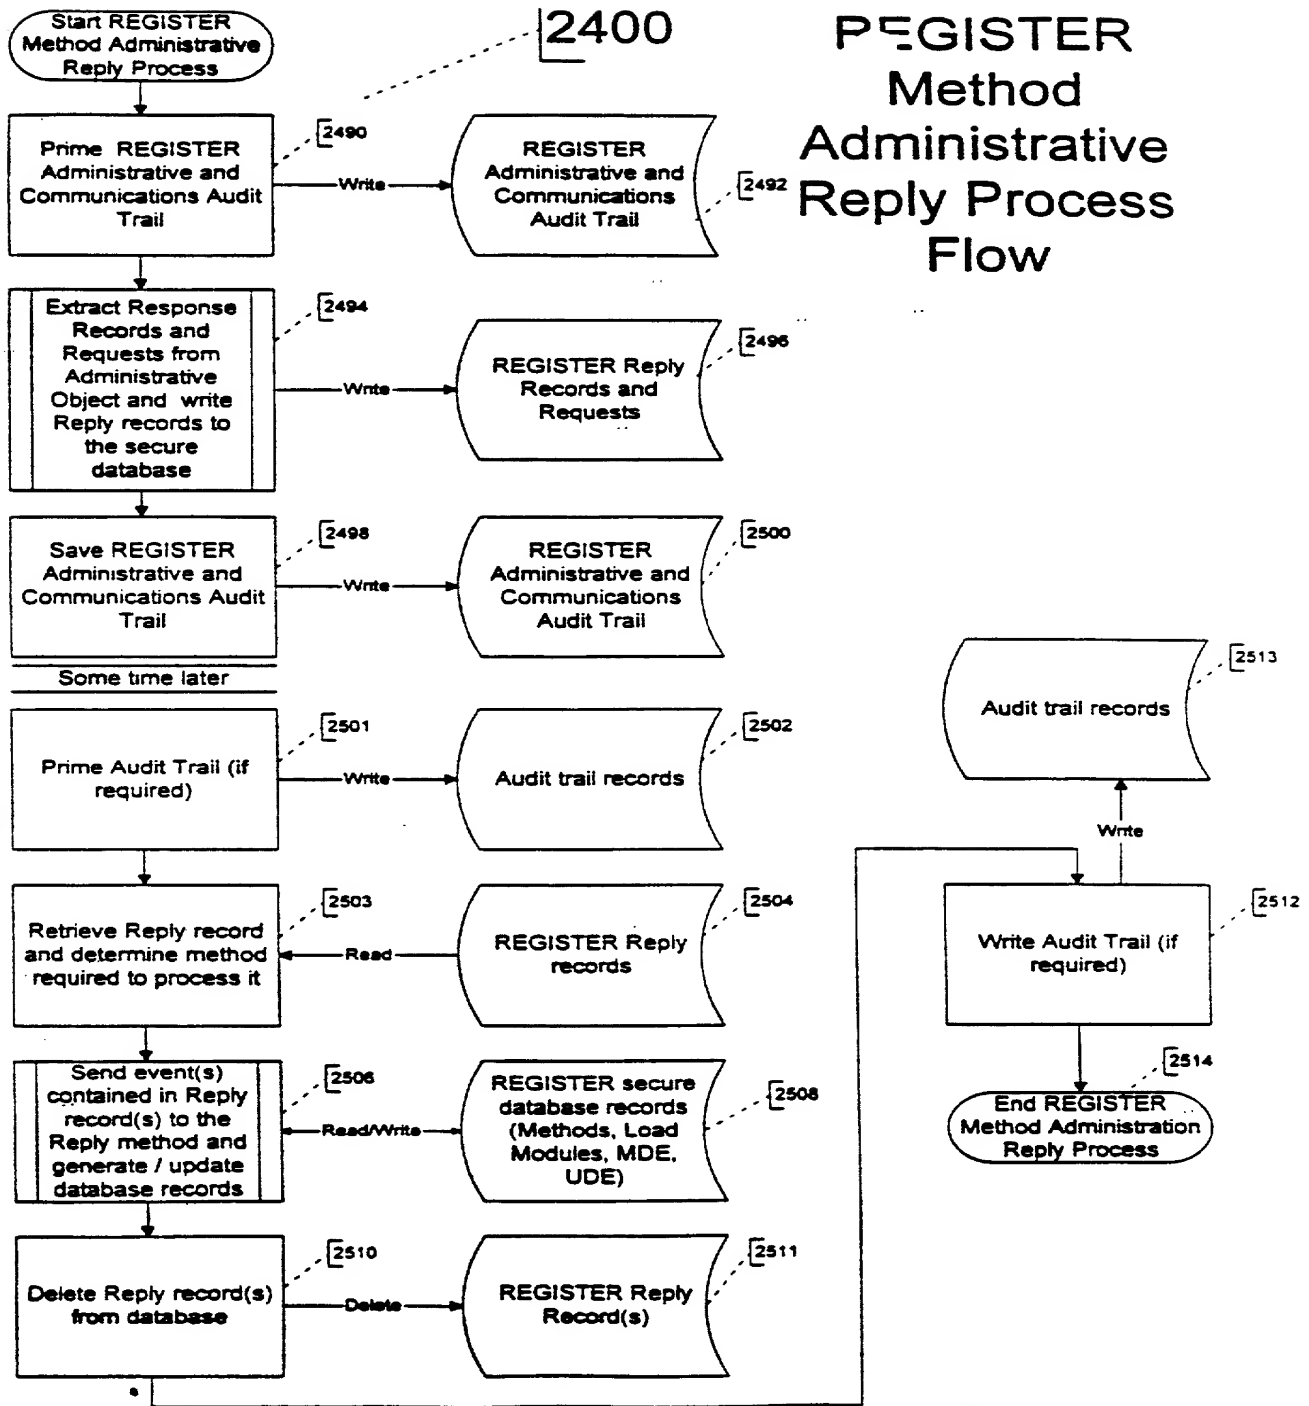 Start REGISTER
Method Administrative
Reply Process
2400
REGISTER
Method
Administrative
Reply Process
Flow
2490
Prime REGISTER
Administrative and
Communications Audit
Trail
Write
REGISTER
Administrative and
Communications
Audit Trail
2492
Extract Response
Records and
Requests from
Administrative
Object and write
Reply records to
the secure
database
2494
Write
REGISTER Reply
Records and
Requests
2496
Save REGISTER
Administrative and
Communications Audit
Trail
2498
Write
REGISTER
Administrative and
Communications
Audit Trail
2500
Some time later
Prime Audit Trail (if
required)
2501
Write
Audit trail records
2502
Retrieve Reply record
and determine method
required to process it
2503
Read
REGISTER Reply
records
2504
Send event(s)
contained in Reply
record(s) to the
Reply method and
generate / update
database records
2506
Read/Write
REGISTER secure
database records
(Methods, Load
Modules, MDE,
UDE)
2508
Delete Reply record(s)
from database
2510
Delete
REGISTER Reply
Record(s)
2511
Audit trail records
2513
Write
Write Audit Trail (if
required)
2512
2514
End REGISTER
Method Administration
Reply Process